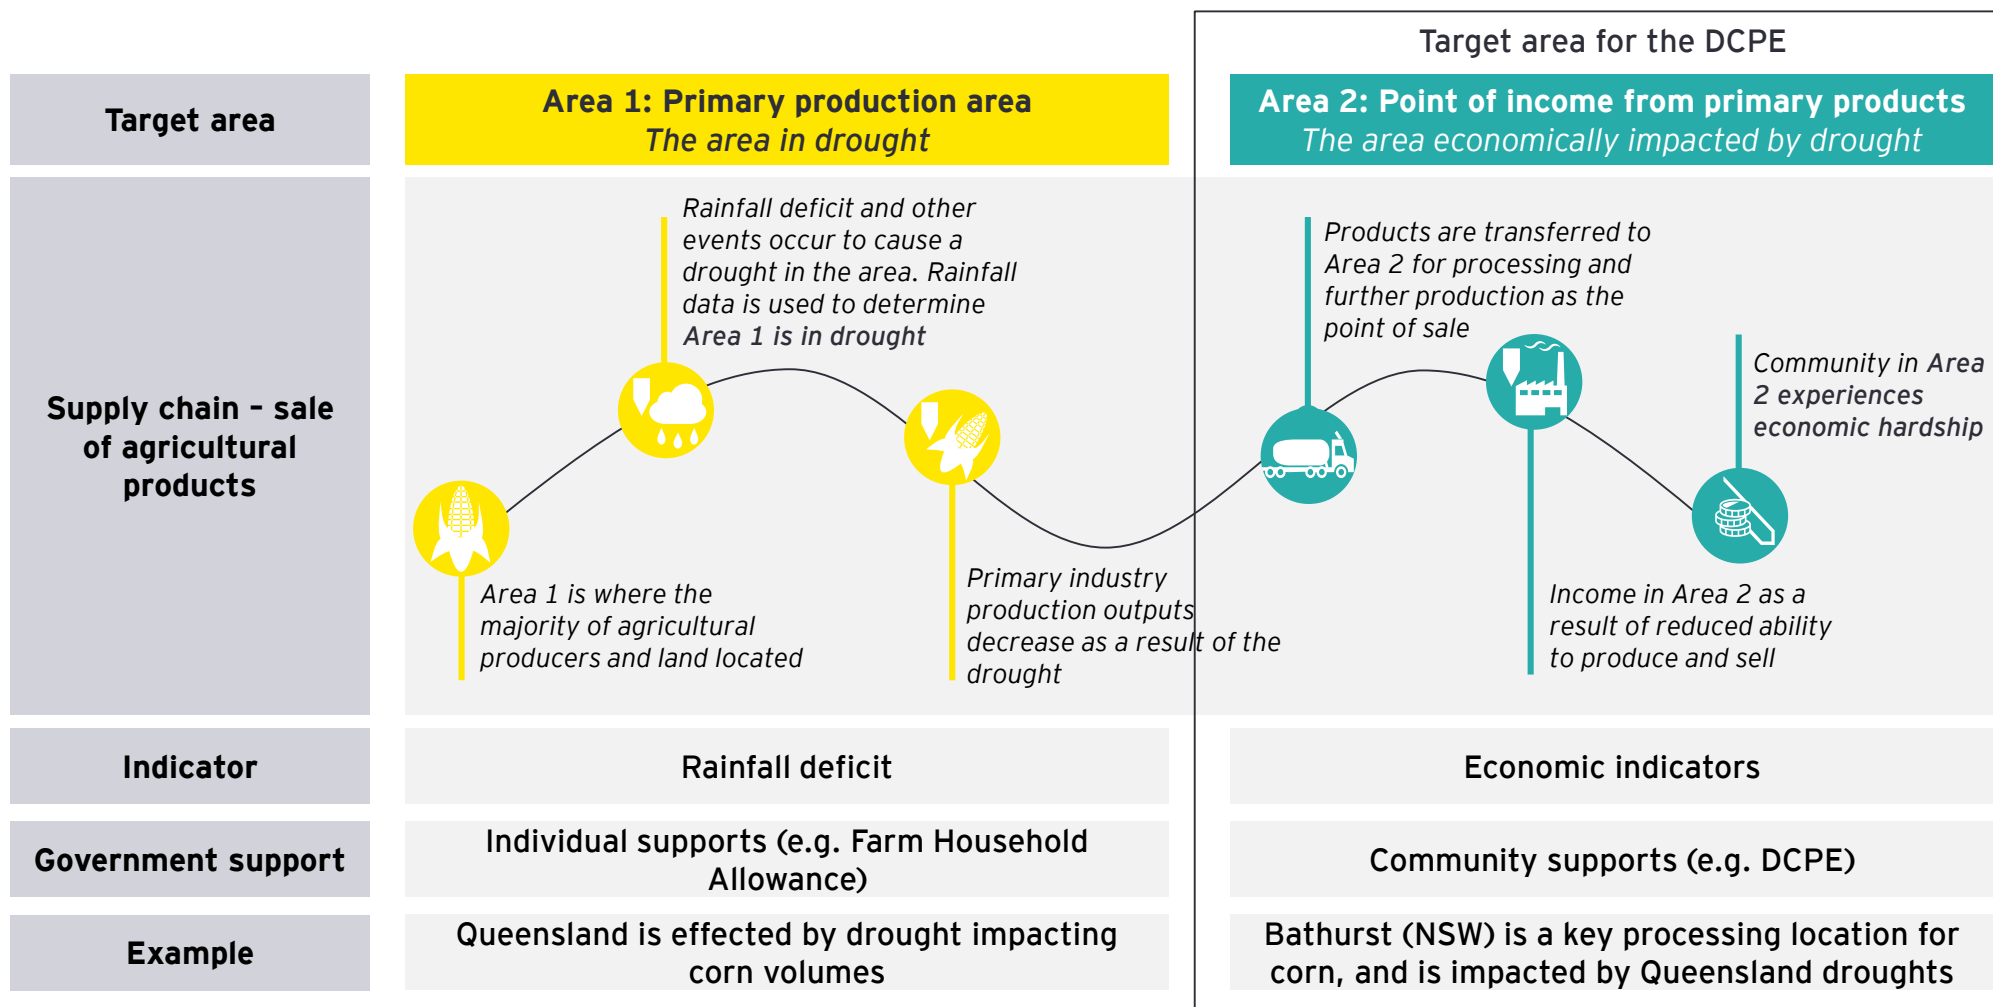 Target area for the DCPE
Target area
Area 1: Primary production area
The area in drought
Area 2: Point of income from primary products
The area economically impacted by drought
Supply chain – sale
of agricultural
products
Rainfall deficit and other
events occur to cause a
drought in the area. Rainfall
data is used to determine
Area 1 is in drought
Products are transferred to
Area 2 for processing and
further production as the
point of sale
Community in Area
2 experiences
economic hardship
Area 1 is where the
majority of agricultural
producers and land located
Primary industry
production outputs
decrease as a result of the
drought
Income in Area 2 as a
result of reduced ability
to produce and sell
Indicator
Rainfall deficit
Economic indicators
Government support
Individual supports (e.g. Farm Household
Allowance)
Community supports (e.g. DCPE)
Example
Queensland is effected by drought impacting
corn volumes
Bathurst (NSW) is a key processing location for
corn, and is impacted by Queensland droughts